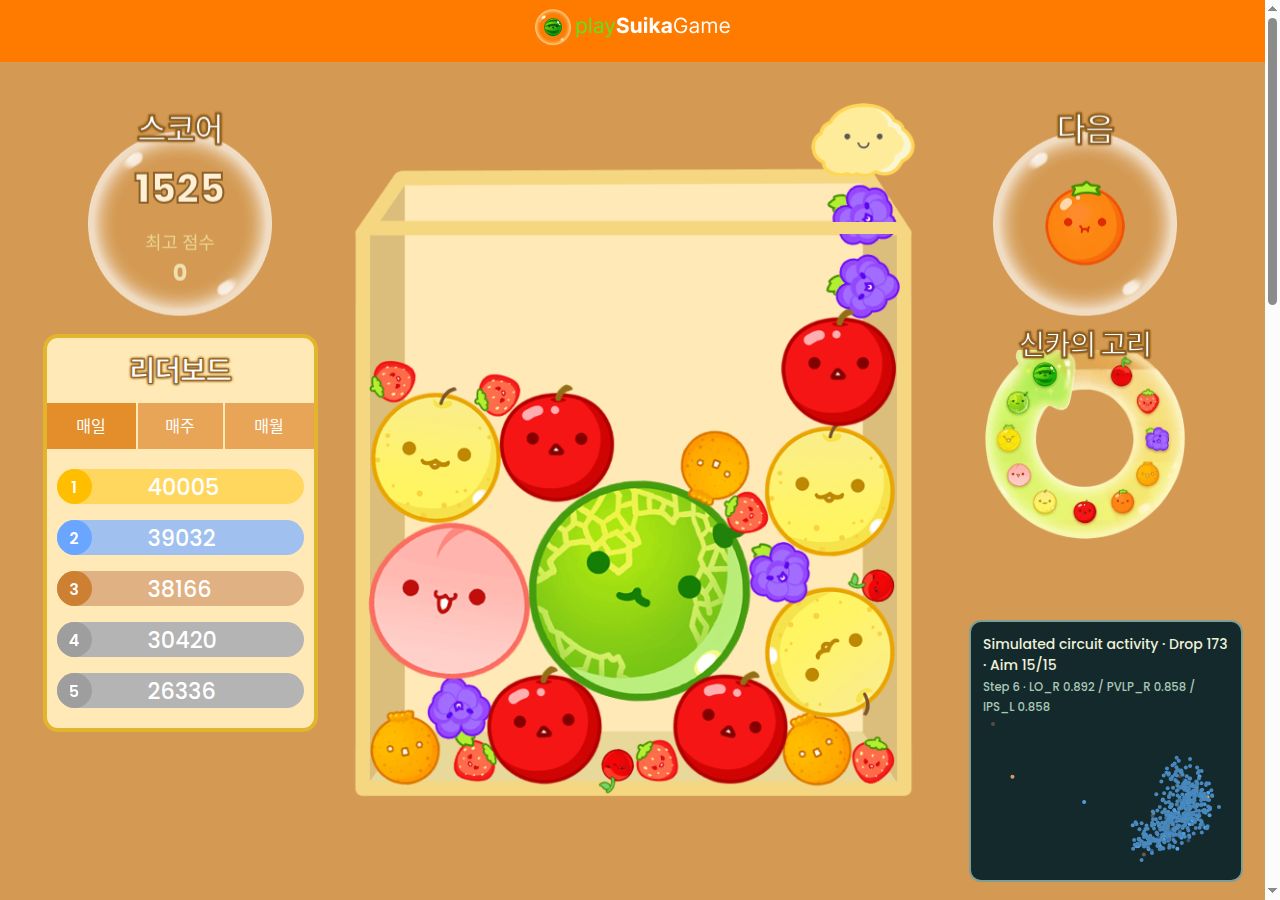 playSuikaGame
스코어
1525
최고 점수
0
리더보드
매일 매주 매월
1 40005
2 39032
3 38166
4 30420
5 26336
다음
신카의 고리
Simulated circuit activity · Drop 173
· Aim 15/15
Step 6 · LO_R 0.892 / PVLP_R 0.858 /
IPS_L 0.858